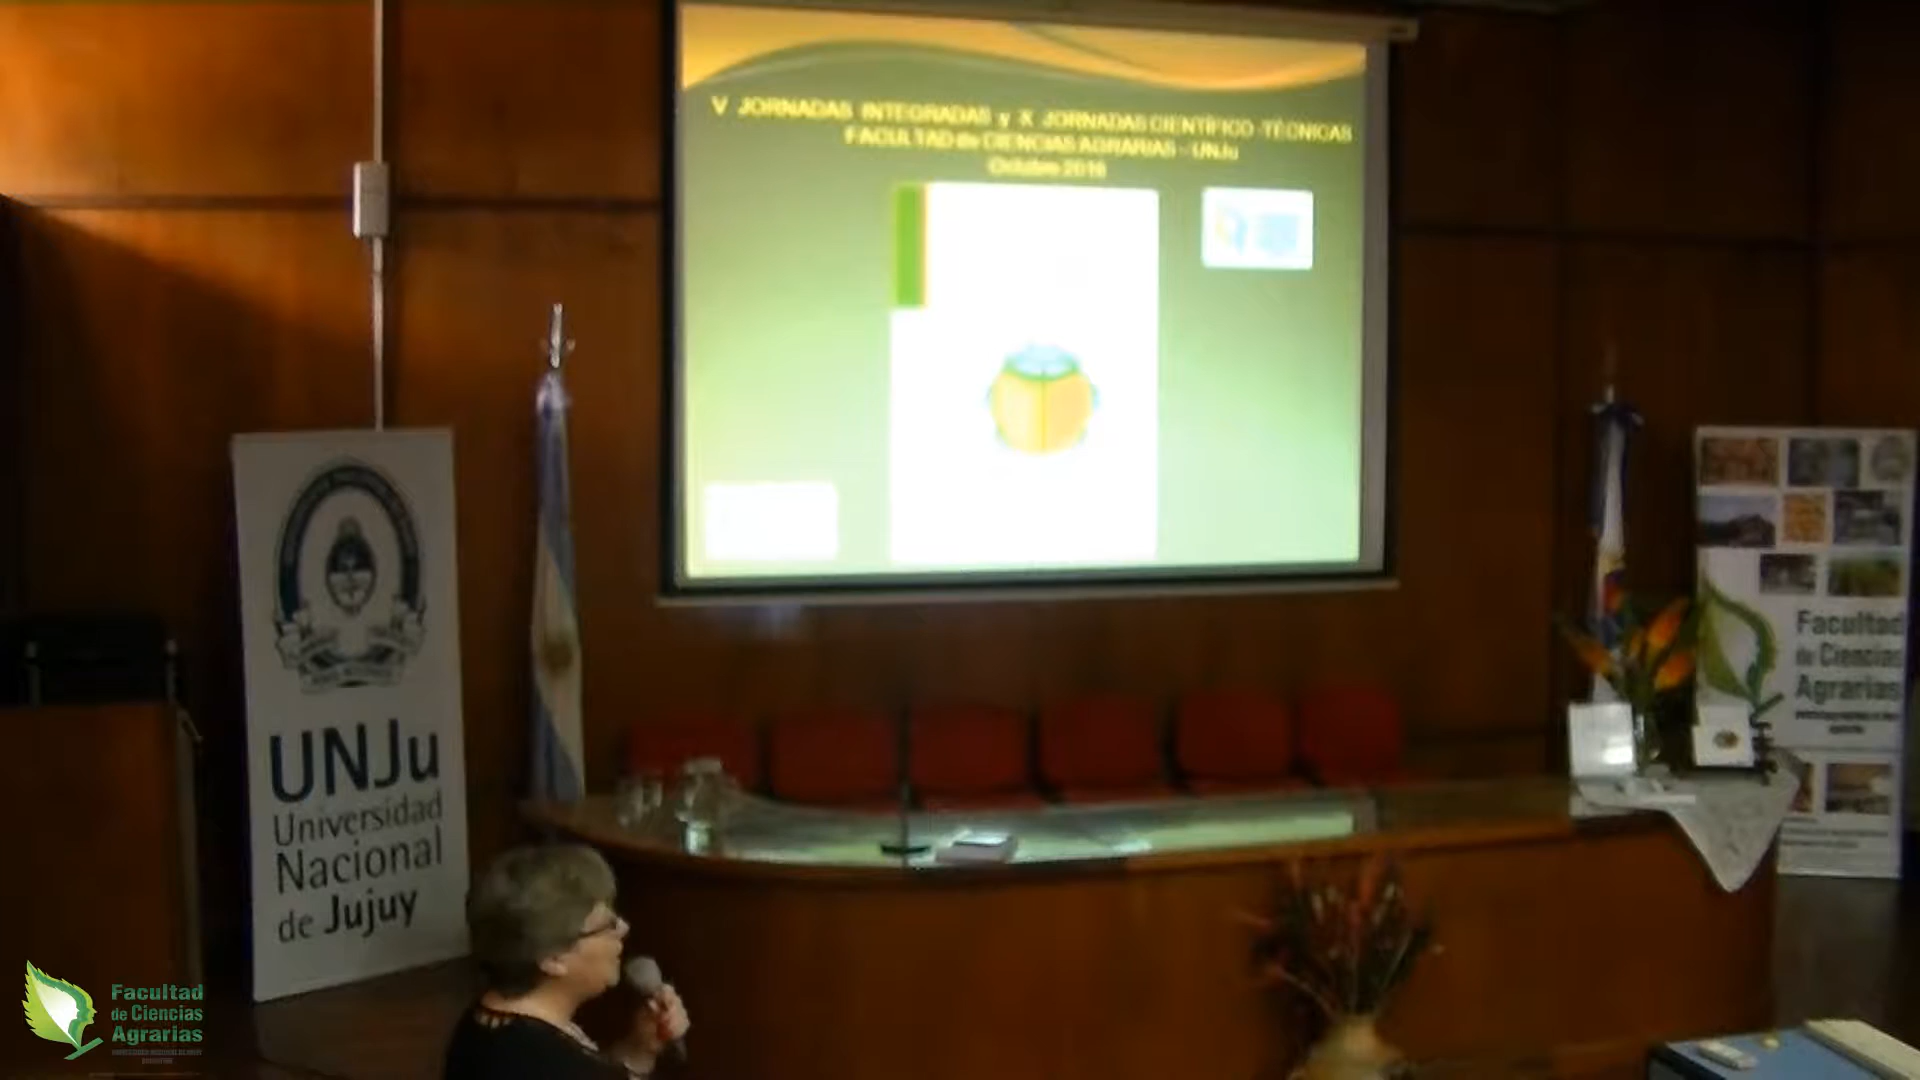 V JORNADAS INTEGRADAS y X JORNADAS CIENTÍFICO -TÉCNICAS
FACULTAD de CIENCIAS AGRARIAS - UNJu
Octubre 2016
UNJu
Universidad
Nacional
de Jujuy
Facultad
de Ciencias
Agrarias
Facultad
de Ciencias
Agrarias